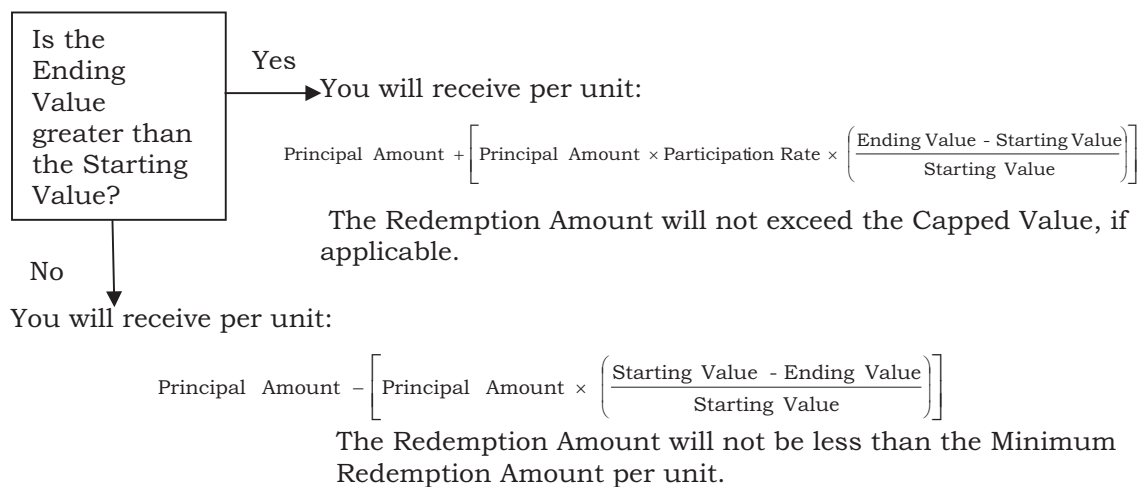 Is the
Ending
Value
greater than
the Starting
Value?
Yes
You will receive per unit:
Principal Amount + [Principal Amount × Participation Rate × (Ending Value - Starting Value / Starting Value)]
The Redemption Amount will not exceed the Capped Value, if
applicable.
No
You will receive per unit:
Principal Amount − [Principal Amount × (Starting Value - Ending Value / Starting Value)]
The Redemption Amount will not be less than the Minimum
Redemption Amount per unit.